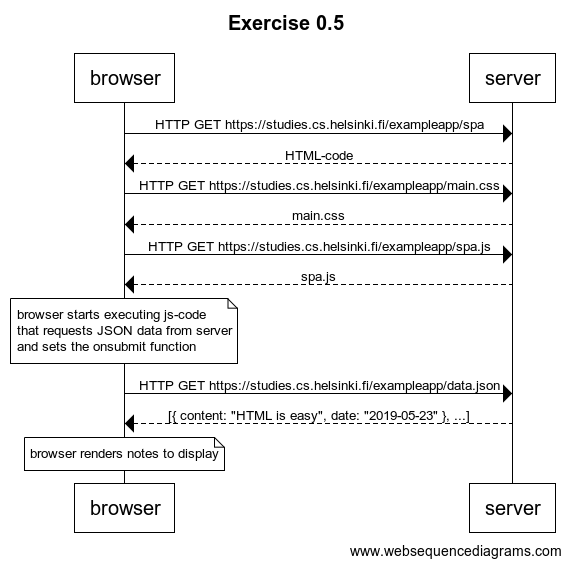 Exercise 0.5
browser
server
HTTP GET https://studies.cs.helsinki.fi/exampleapp/spa
HTML-code
HTTP GET https://studies.cs.helsinki.fi/exampleapp/main.css
main.css
HTTP GET https://studies.cs.helsinki.fi/exampleapp/spa.js
spa.js
browser starts executing js-code
that requests JSON data from server
and sets the onsubmit function
HTTP GET https://studies.cs.helsinki.fi/exampleapp/data.json
[{ content: "HTML is easy", date: "2019-05-23" }, ...]
browser renders notes to display
browser
server
www.websequencediagrams.com